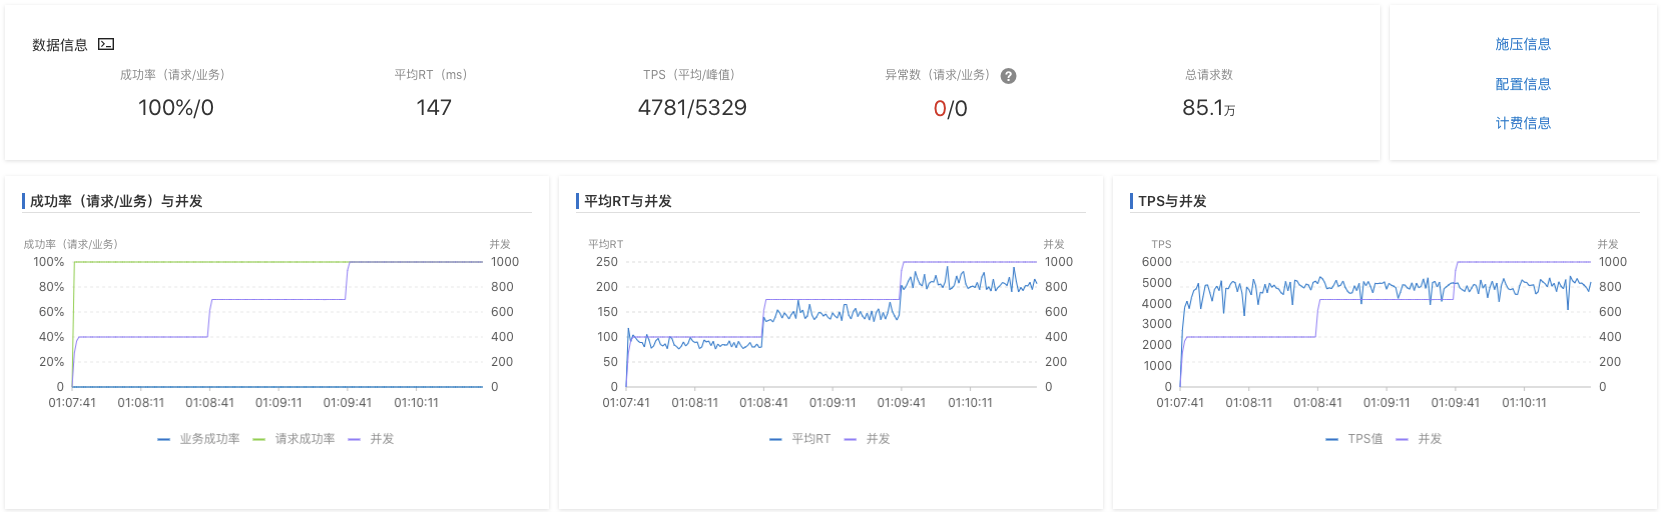 数据信息
成功率（请求/业务）
100%/0
平均RT（ms）
147
TPS（平均/峰值）
4781/5329
异常数（请求/业务） ?
0/0
总请求数
85.1万
施压信息
配置信息
计费信息
成功率（请求/业务）与并发
成功率（请求/业务） 并发
100% 1000
80% 800
60% 600
40% 400
20% 200
0 0
01:07:41 01:08:11 01:08:41 01:09:11 01:09:41 01:10:11
业务成功率 请求成功率 并发
平均RT与并发
平均RT 并发
250 1000
200 800
150 600
100 400
50 200
0 0
01:07:41 01:08:11 01:08:41 01:09:11 01:09:41 01:10:11
平均RT 并发
TPS与并发
TPS 并发
6000 1000
5000 800
4000 600
3000 400
2000 200
1000 0
0
01:07:41 01:08:11 01:08:41 01:09:11 01:09:41 01:10:11
TPS值 并发